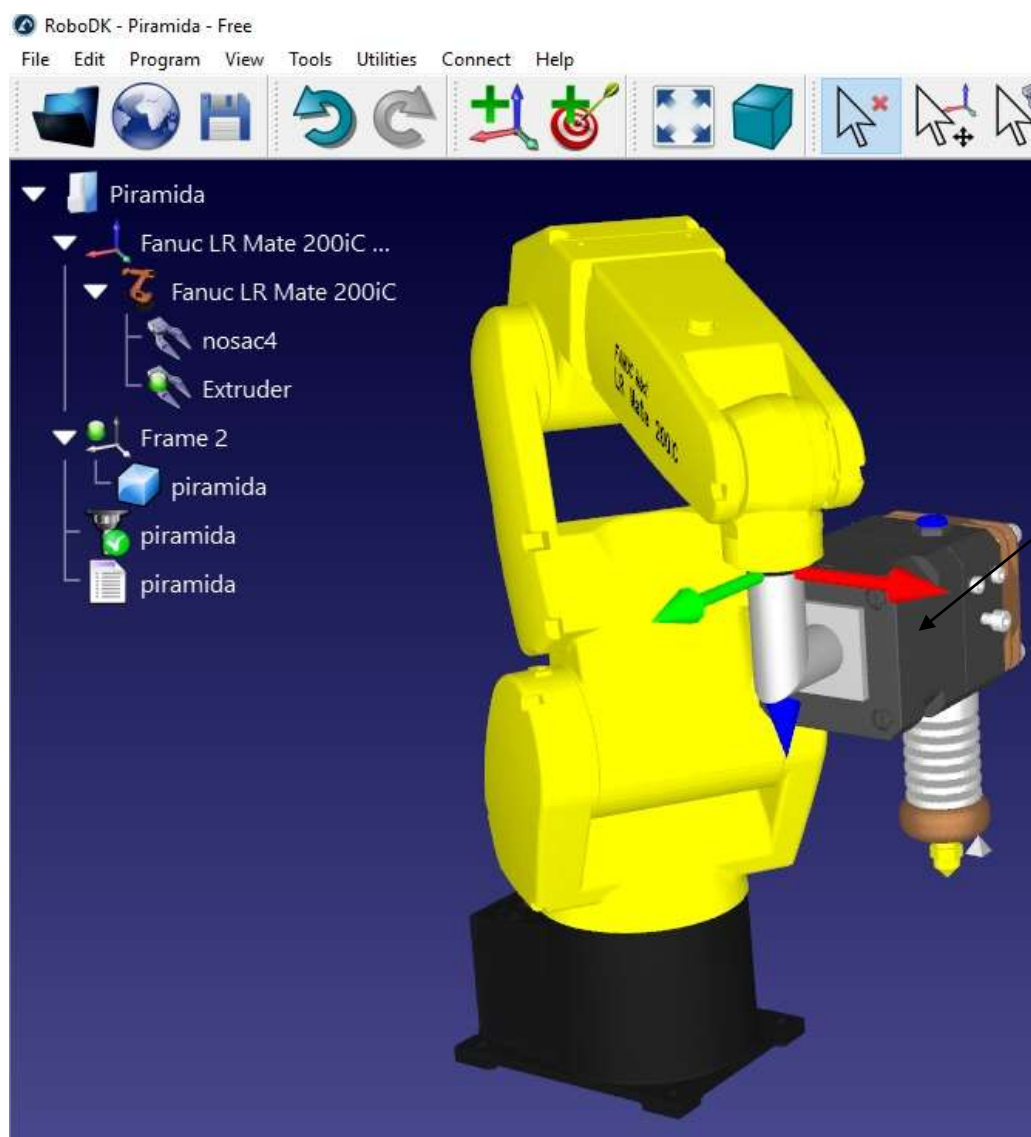 RoboDK - Piramida - Free
File Edit Program View Tools Utilities Connect Help
Piramida
Fanuc LR Mate 200iC ...
Fanuc LR Mate 200iC
nosac4
Extruder
Frame 2
piramida
piramida
piramida
LR Mate 200iC